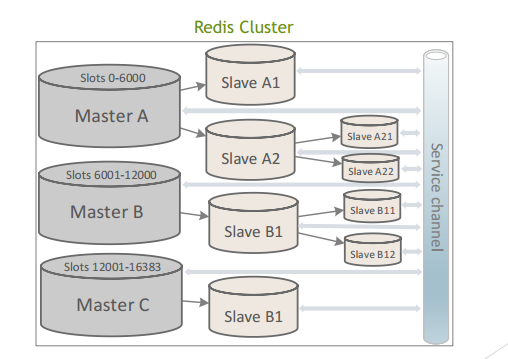 Redis Cluster
Slots 0-6000
Master A
Slave A1
Slave A2
Slave A21
Slave A22
Slots 6001-12000
Master B
Slave B1
Slave B11
Slave B12
Slots 12001-16383
Master C
Slave B1
Service channel